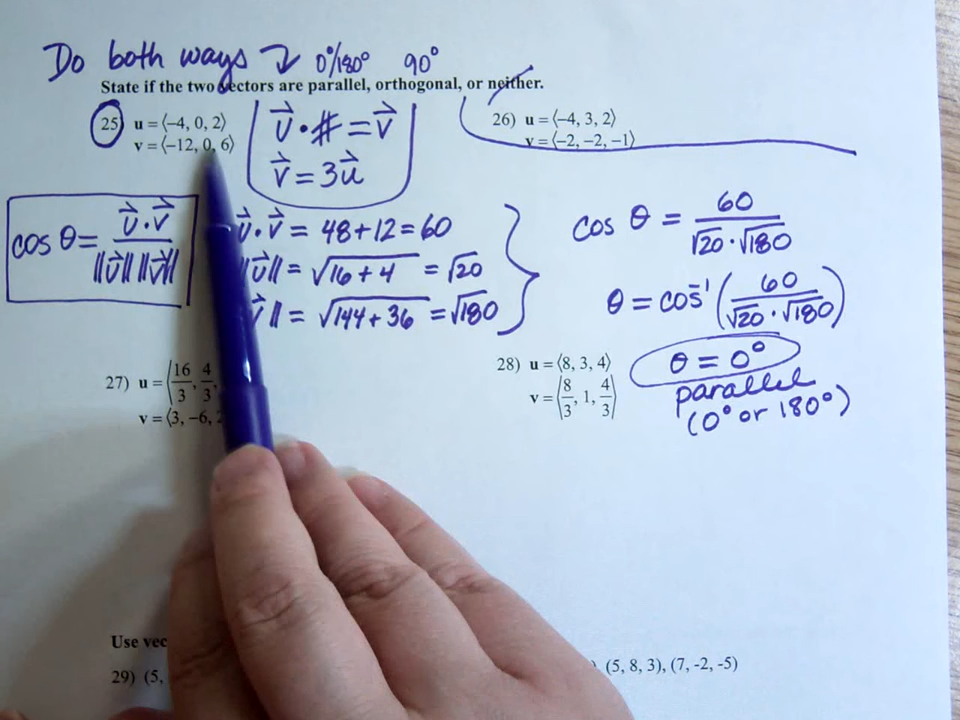 Do both ways ↴ 0°/180° 90°
State if the two vectors are parallel, orthogonal, or neither.
25) u = ⟨-4, 0, 2⟩
v = ⟨-12, 0, 6⟩
u⃗ · # = v⃗
v⃗ = 3u⃗
26) u = ⟨-4, 3, 2⟩
v = ⟨-2, -2, -1⟩
cos θ = u⃗ · v⃗ / ||u⃗|| ||v⃗||
u⃗ · v⃗ = 48 + 12 = 60
||u⃗|| = √16 + 4 = √20
v⃗|| = √144 + 36 = √180
cos θ = 60 / √20 · √180
θ = cos⁻¹ (60 / √20 · √180)
θ = 0°
parallel
(0° or 180°)
27) u = ⟨16/3, 4/3,
v = ⟨3, -6,
28) u = ⟨8, 3, 4⟩
v = ⟨8/3, 1, 4/3⟩
Use
29) (5,
(5, 8, 3), (7, -2, -5)